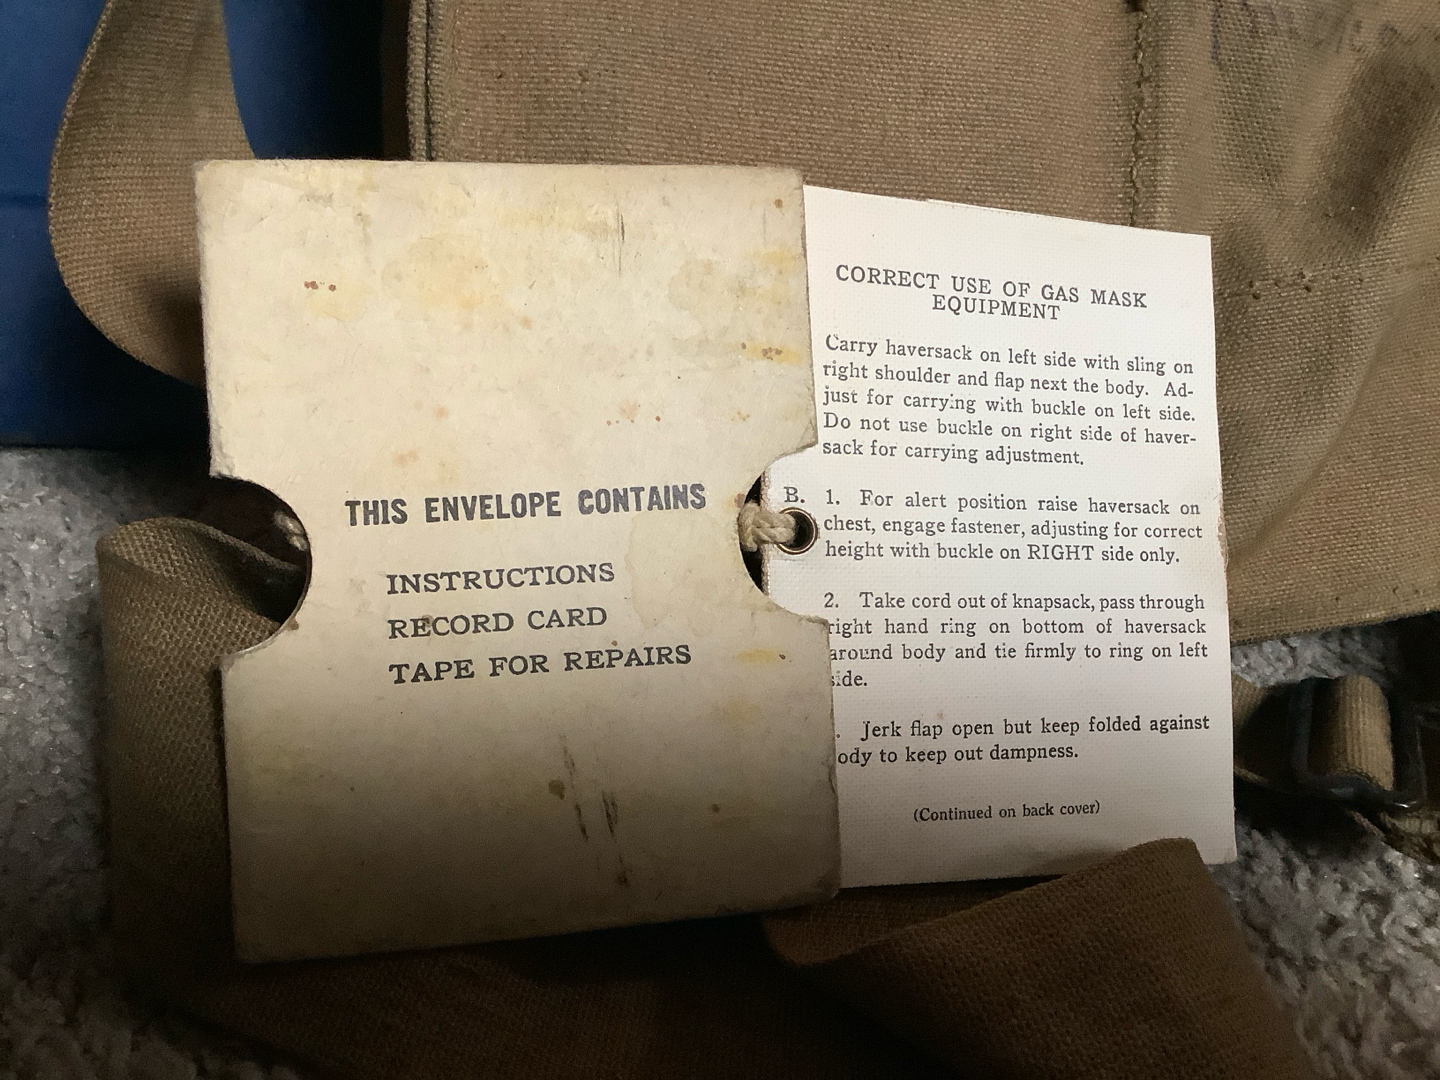 THIS ENVELOPE CONTAINS
INSTRUCTIONS
RECORD CARD
TAPE FOR REPAIRS
CORRECT USE OF GAS MASK
EQUIPMENT
Carry haversack on left side with sling on
right shoulder and flap next the body. Ad-
just for carrying with buckle on left side.
Do not use buckle on right side of haver-
sack for carrying adjustment.
B. 1. For alert position raise haversack on
chest, engage fastener, adjusting for correct
height with buckle on RIGHT side only.
2. Take cord out of knapsack, pass through
right hand ring on bottom of haversack
around body and tie firmly to ring on left
side.
. Jerk flap open but keep folded against
ody to keep out dampness.
(Continued on back cover)